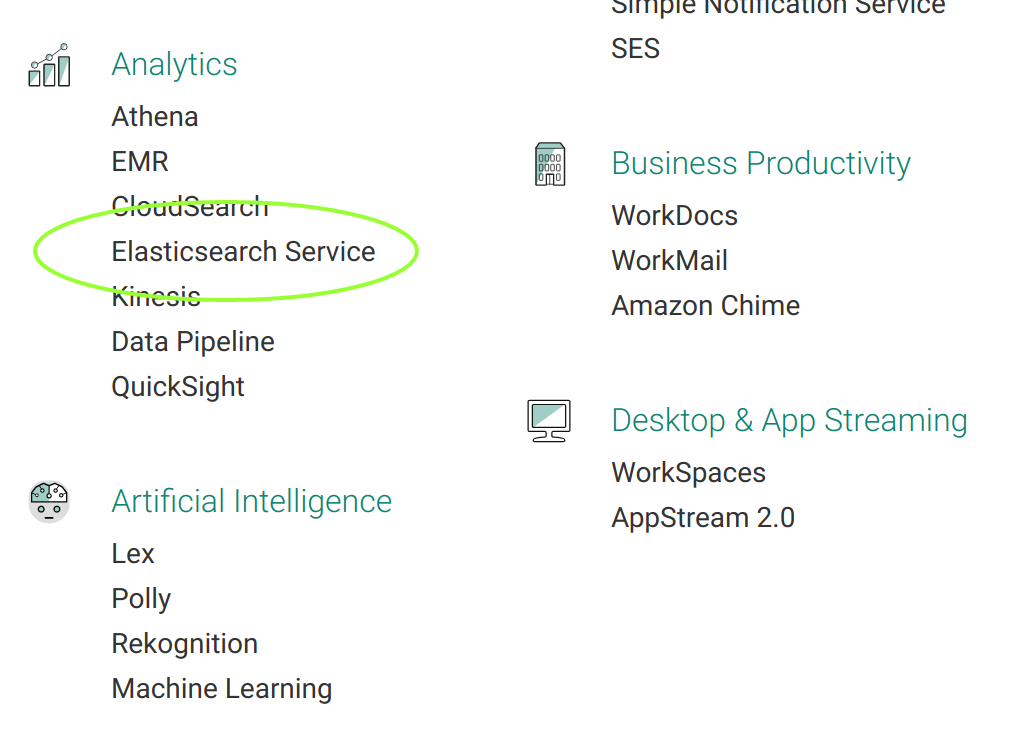 Analytics
Athena
EMR
CloudSearch
Elasticsearch Service
Kinesis
Data Pipeline
QuickSight
Artificial Intelligence
Lex
Polly
Rekognition
Machine Learning
Simple Notification Service
SES
Business Productivity
WorkDocs
WorkMail
Amazon Chime
Desktop & App Streaming
WorkSpaces
AppStream 2.0